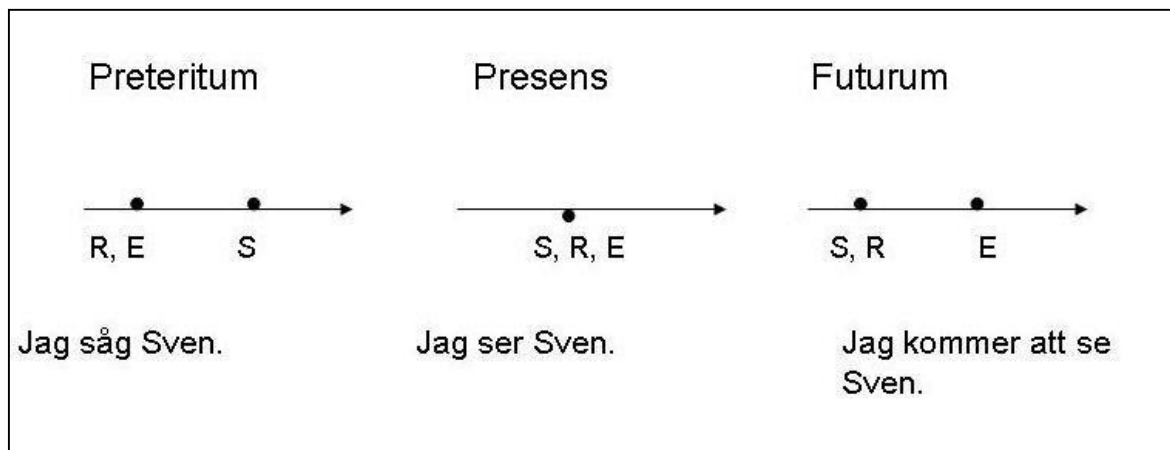 Preteritum Presens Futurum
R, E S S, R, E S, R E
Jag såg Sven. Jag ser Sven. Jag kommer att se
Sven.